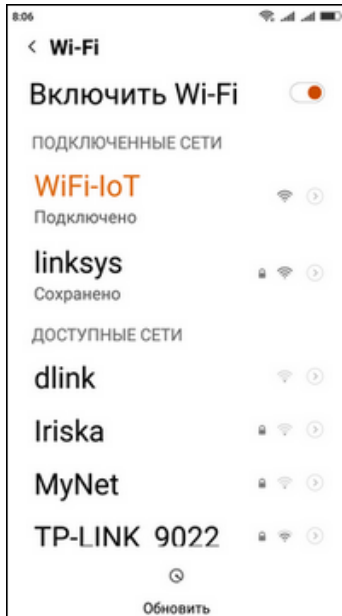 8:06
Wi-Fi
Включить Wi-Fi
ПОДКЛЮЧЕННЫЕ СЕТИ
WiFi-IoT
Подключено
linksys
Сохранено
ДОСТУПНЫЕ СЕТИ
dlink
Iriska
MyNet
TP-LINK_9022
Обновить